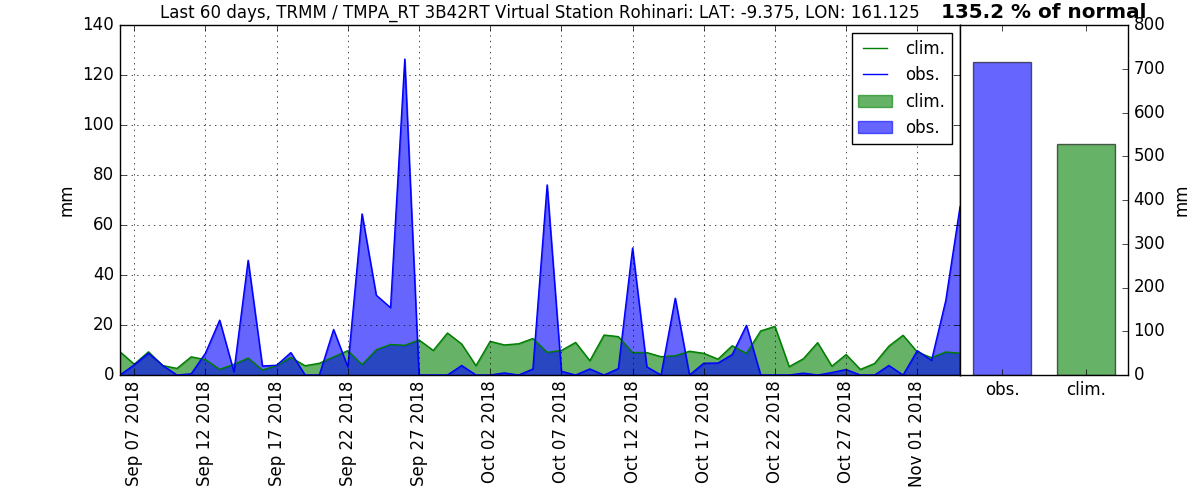 Last 60 days, TRMM / TMPA_RT 3B42RT Virtual Station Rohinari: LAT: -9.375, LON: 161.125
135.2 % of normal
140
120
100
80
60
40
20
0
mm
clim.
obs.
clim.
obs.
800
700
600
500
400
300
200
100
0
mm
Sep 07 2018
Sep 12 2018
Sep 17 2018
Sep 22 2018
Sep 27 2018
Oct 02 2018
Oct 07 2018
Oct 12 2018
Oct 17 2018
Oct 22 2018
Oct 27 2018
Nov 01 2018
obs.
clim.